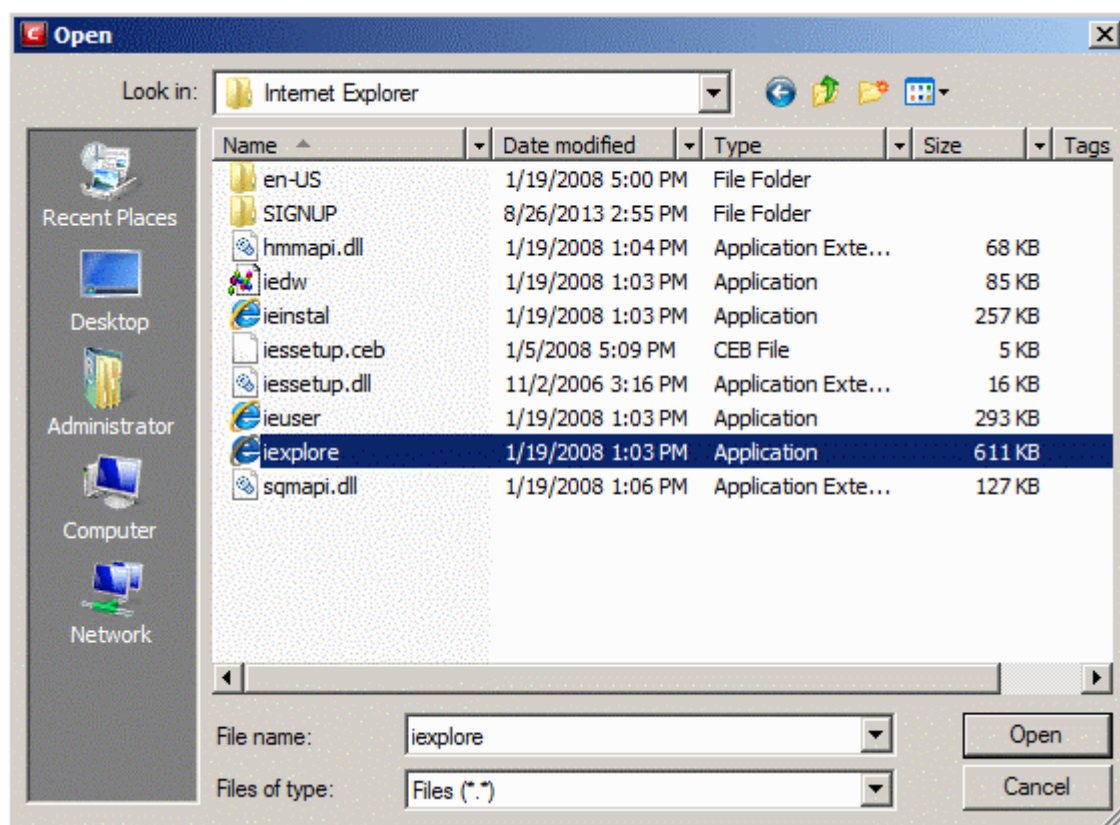 Open
Look in: Internet Explorer
Name Date modified Type Size Tags
en-US 1/19/2008 5:00 PM File Folder
SIGNUP 8/26/2013 2:55 PM File Folder
hmmapi.dll 1/19/2008 1:04 PM Application Exte... 68 KB
iedw 1/19/2008 1:03 PM Application 85 KB
ieinstal 1/19/2008 1:03 PM Application 257 KB
iessetup.ceb 1/5/2008 5:09 PM CEB File 5 KB
iessetup.dll 11/2/2006 3:16 PM Application Exte... 16 KB
ieuser 1/19/2008 1:03 PM Application 293 KB
iexplore 1/19/2008 1:03 PM Application 611 KB
sqmapi.dll 1/19/2008 1:06 PM Application Exte... 127 KB
Recent Places
Desktop
Administrator
Computer
Network
File name: iexplore Open
Files of type: Files (*.*) Cancel